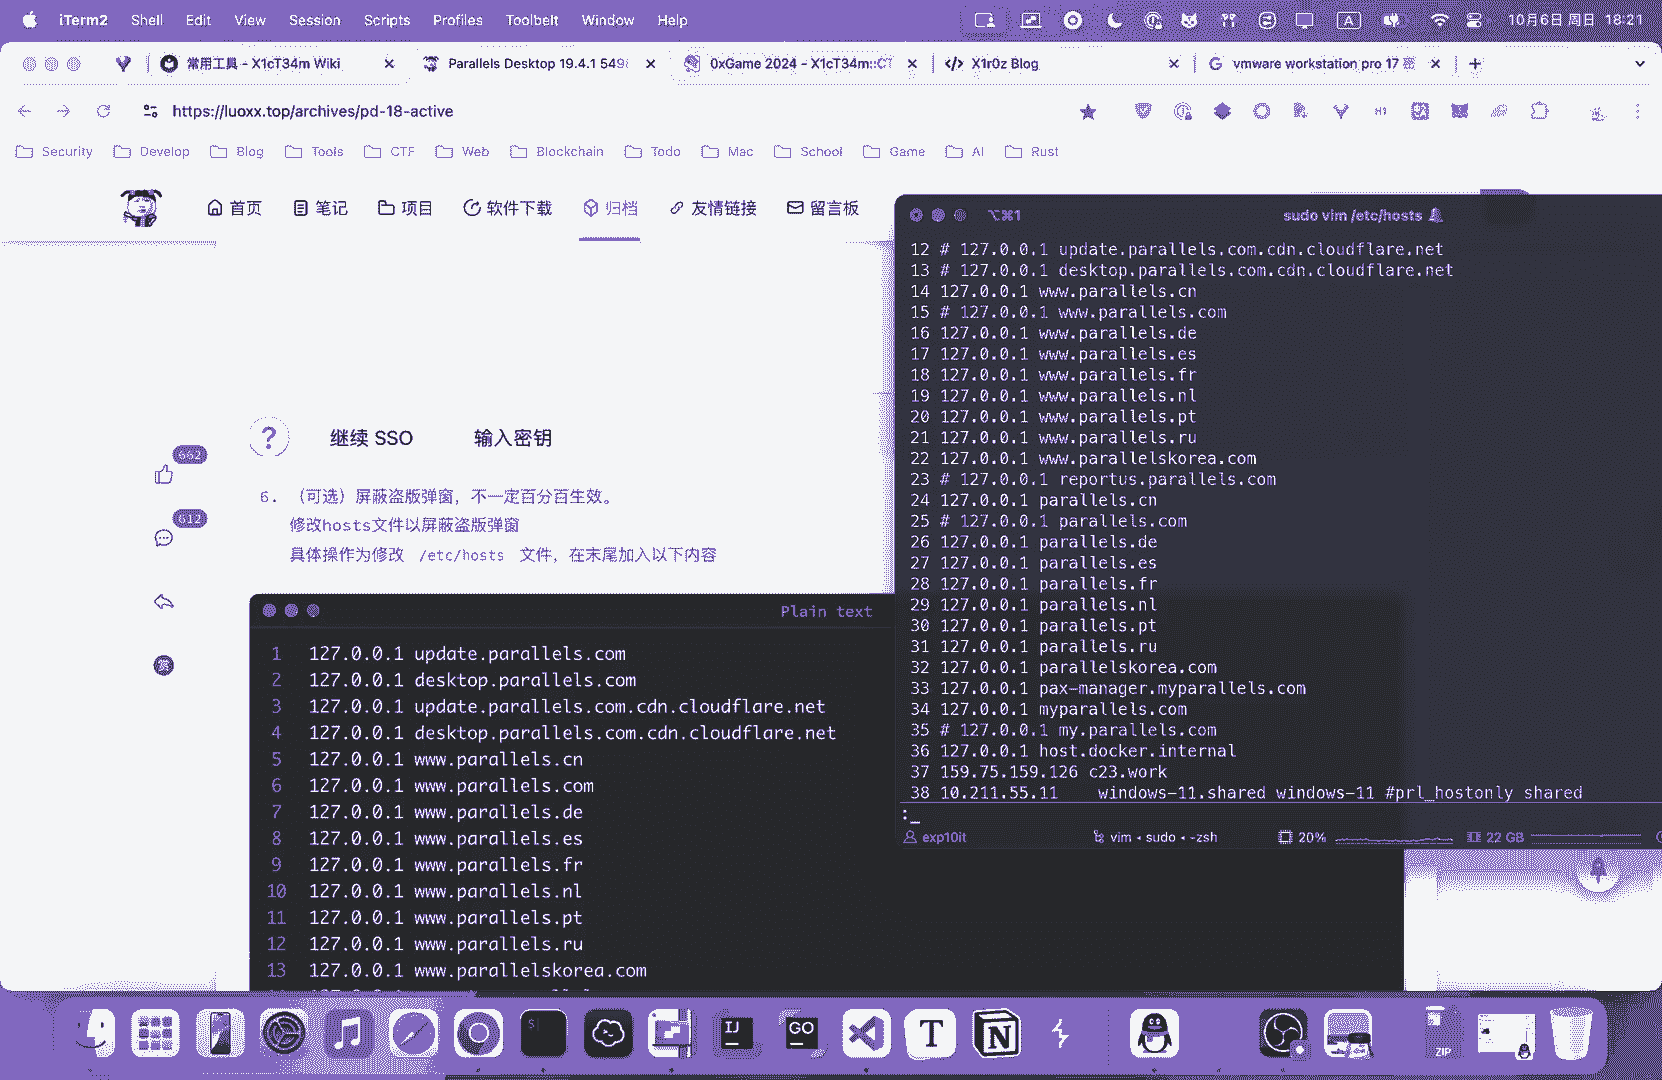 iTerm2 Shell Edit View Session Scripts Profiles Toolbelt Window Help
A
10月6日 周日 18:21
常用工具 - X1cT34m Wiki
Parallels Desktop 19.4.1 549
0xGame 2024 - X1cT34m::CT
X1r0z Blog
vmware workstation pro 17 密
https://luoxx.top/archives/pd-18-active
Security Develop Blog Tools CTF Web Blockchain Todo Mac School Game AI Rust
首页 笔记 项目 软件下载 归档 友情链接 留言板
662
612
赏
? 继续 SSO 输入密钥
6. （可选）屏蔽盗版弹窗，不一定百分百生效。
修改hosts文件以屏蔽盗版弹窗
具体操作为修改 /etc/hosts 文件，在末尾加入以下内容
Plain text
1 127.0.0.1 update.parallels.com
2 127.0.0.1 desktop.parallels.com
3 127.0.0.1 update.parallels.com.cdn.cloudflare.net
4 127.0.0.1 desktop.parallels.com.cdn.cloudflare.net
5 127.0.0.1 www.parallels.cn
6 127.0.0.1 www.parallels.com
7 127.0.0.1 www.parallels.de
8 127.0.0.1 www.parallels.es
9 127.0.0.1 www.parallels.fr
10 127.0.0.1 www.parallels.nl
11 127.0.0.1 www.parallels.pt
12 127.0.0.1 www.parallels.ru
13 127.0.0.1 www.parallelskorea.com
⌥⌘1 sudo vim /etc/hosts
12 # 127.0.0.1 update.parallels.com.cdn.cloudflare.net
13 # 127.0.0.1 desktop.parallels.com.cdn.cloudflare.net
14 127.0.0.1 www.parallels.cn
15 # 127.0.0.1 www.parallels.com
16 127.0.0.1 www.parallels.de
17 127.0.0.1 www.parallels.es
18 127.0.0.1 www.parallels.fr
19 127.0.0.1 www.parallels.nl
20 127.0.0.1 www.parallels.pt
21 127.0.0.1 www.parallels.ru
22 127.0.0.1 www.parallelskorea.com
23 # 127.0.0.1 reportus.parallels.com
24 127.0.0.1 parallels.cn
25 # 127.0.0.1 parallels.com
26 127.0.0.1 parallels.de
27 127.0.0.1 parallels.es
28 127.0.0.1 parallels.fr
29 127.0.0.1 parallels.nl
30 127.0.0.1 parallels.pt
31 127.0.0.1 parallels.ru
32 127.0.0.1 parallelskorea.com
33 127.0.0.1 pax-manager.myparallels.com
34 127.0.0.1 myparallels.com
35 # 127.0.0.1 my.parallels.com
36 127.0.0.1 host.docker.internal
37 159.75.159.126 c23.work
38 10.211.55.11 windows-11.shared windows-11 #prl_hostonly shared
:_
exp10it vim ◂ sudo ◂ -zsh 20% 22 GB
$
IJ
GO
T
N
ZIP